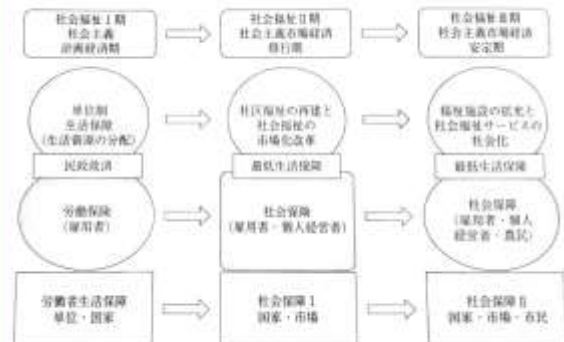 社会福祉Ⅰ期
社会主義
計画経済期
社会福祉Ⅱ期
社会主義市場経済
移行期
社会福祉Ⅲ期
社会主義市場経済
安定期
単位制
生活保障
(生活資源の分配)
社区福祉の再建と
社会福祉の
市場化改革
福祉施設の拡充と
社会福祉サービスの
社会化
民政救済
最低生活保障
最低生活保障
労働保険
(雇用者)
社会保険
(雇用者・個人経営者)
社会保障
(雇用者・個人
経営者・農民)
労働者生活保障
単位・国家
社会保障Ⅰ
国家・市場
社会保障Ⅱ
国家・市場・市民